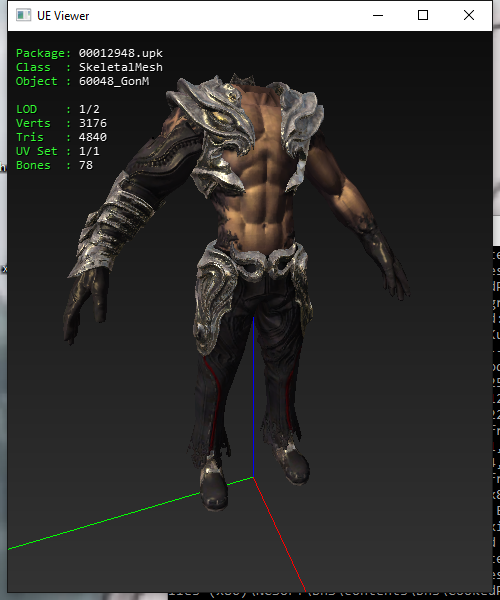 UE Viewer
Package: 00012948.upk
Class : SkeletalMesh
Object : 60048_GonM
LOD : 1/2
Verts : 3176
Tris : 4840
UV Set : 1/1
Bones : 78